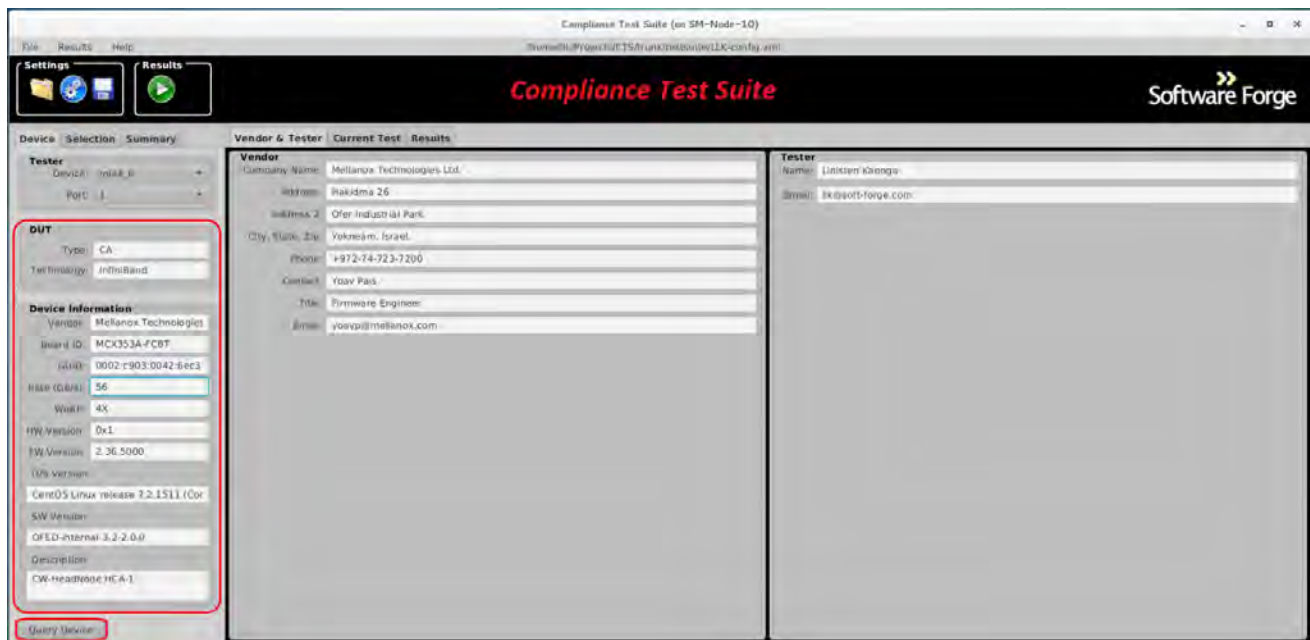 Compliance Test Suite (on SM-Node-10)
File Results Help
Settings
Results
Compliance Test Suite
Software Forge
Device Selection Summary
Vendor & Tester Current Test Results
Tester
Device:
Port: 1
DUT
Type: CA
Technology: InfiniBand
Device Information
Vendor: Mellanox Technologies
Board ID: MCX353A-FCBT
GUID: 0002:c903:0042:6ec3
56
Width: 4X
HW Version: 0x1
FW Version: 2.36.5000
O/S Version:
CentOS Linux release 7.2.1511 (Cor
SW Version:
OFED-internal-3.2-2.0.0
Description:
CW-HeadNode HCA-1
Query Device
Vendor
Company Name: Mellanox Technologies Ltd.
Address: Hakidma 26
Address 2: Ofer Industrial Park
City, State, Zip: Yokneam, Israel
Phone: +972-74-723-7200
Contact: Yoav Pais
Title: Firmware Engineer
Email: yoavp@mellanox.com
Tester
Name:
Email: